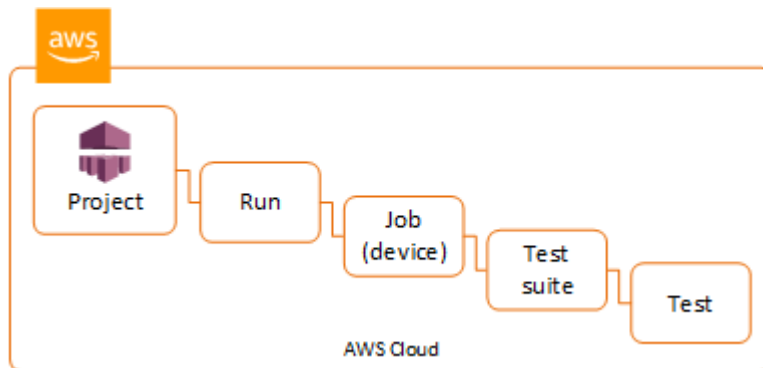 aws
Project
Run
Job
(device)
Test
suite
Test
AWS Cloud